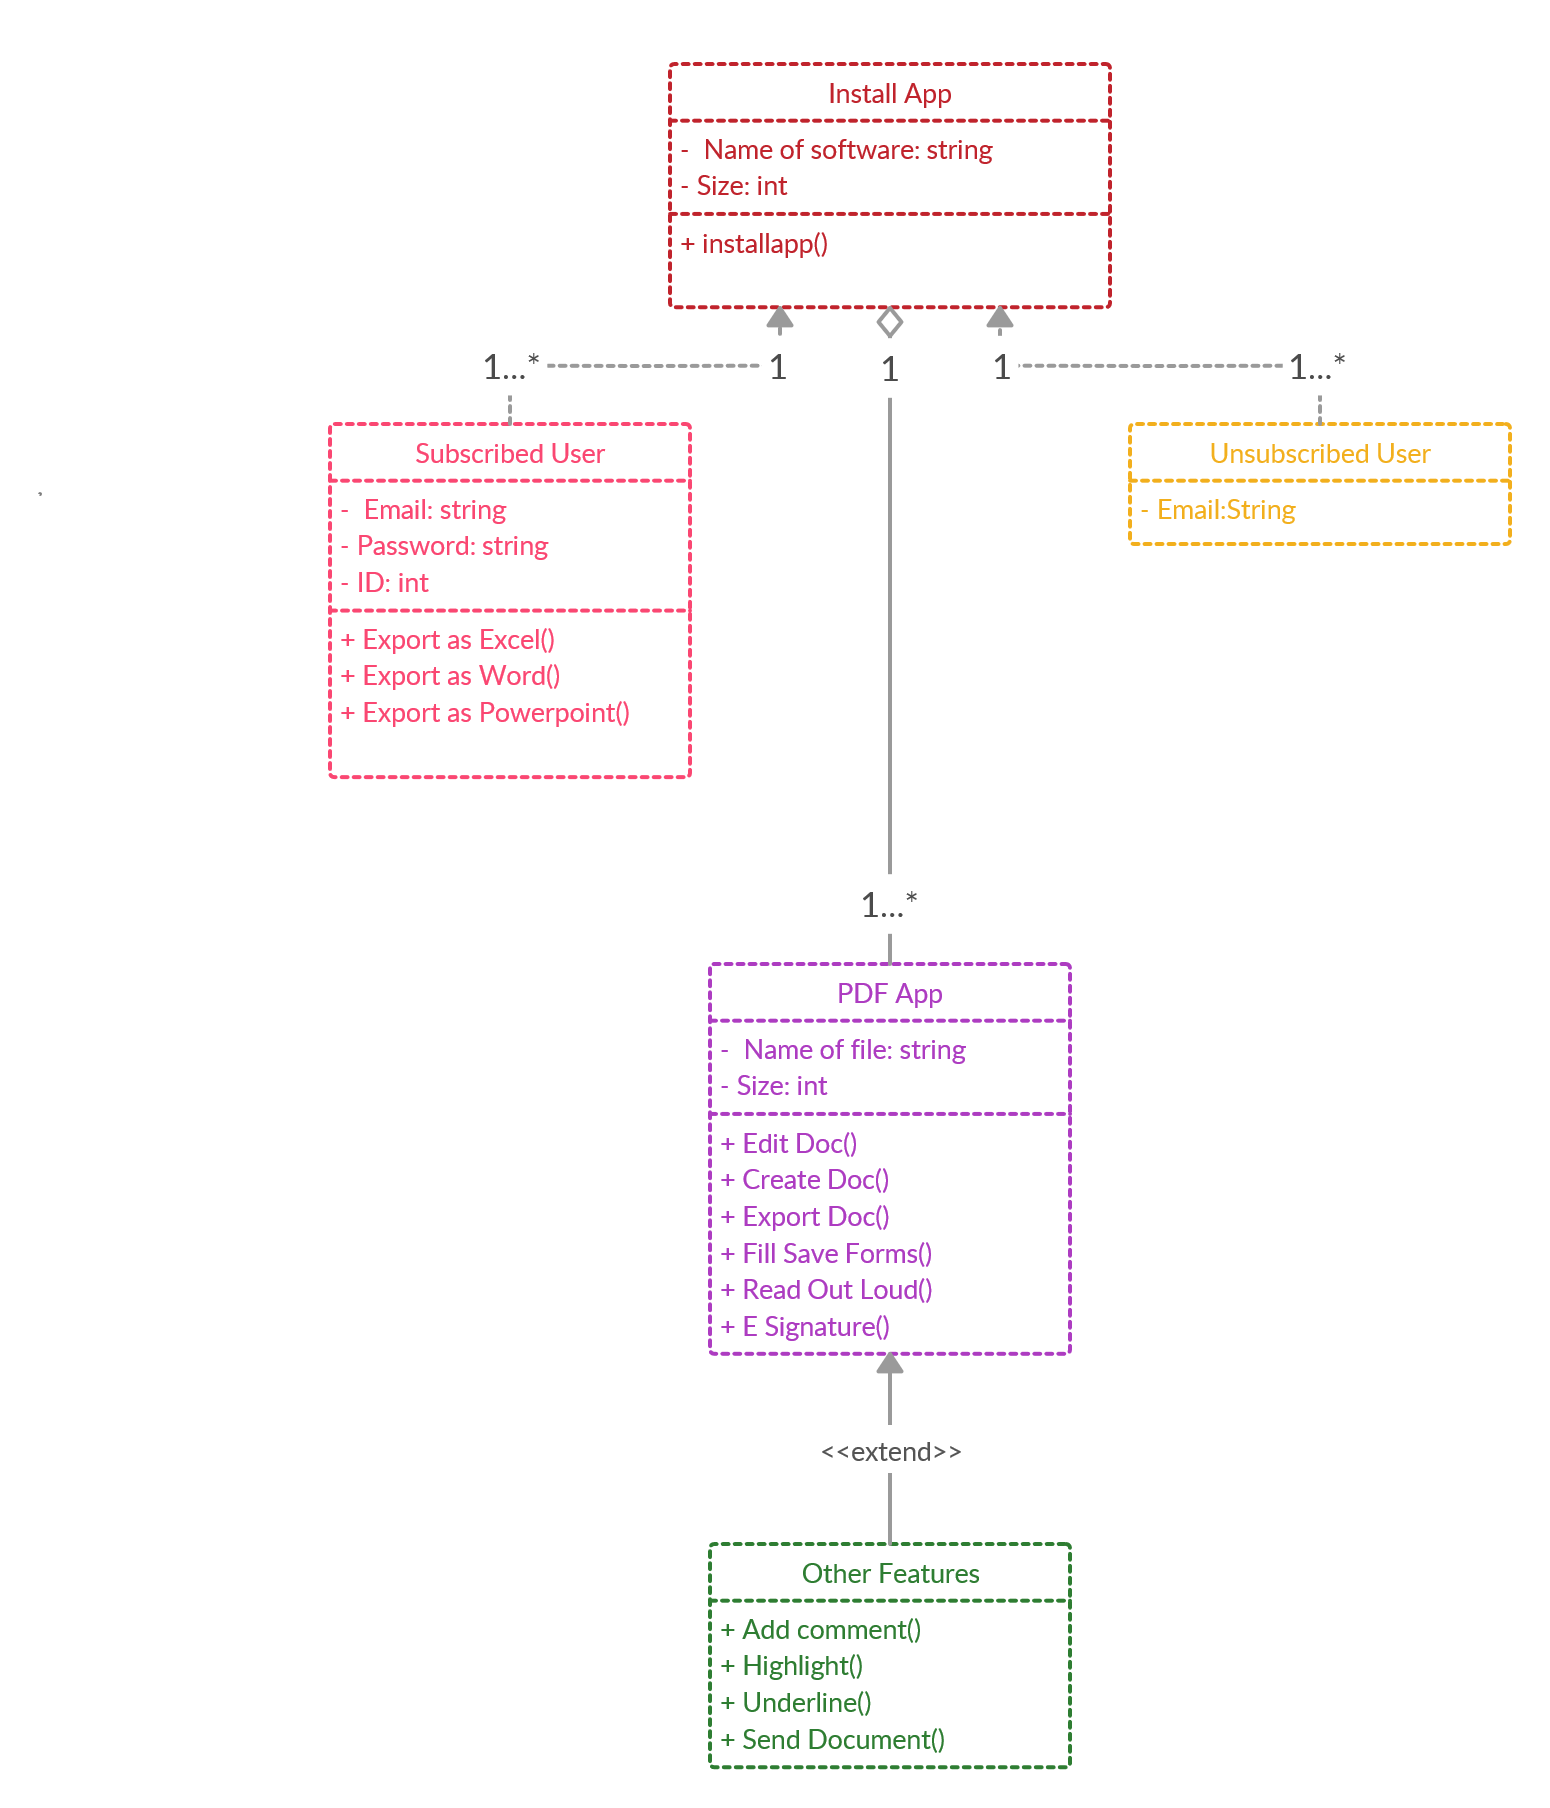 Install App
-  Name of software: string
- Size: int
+ installapp()
1...*
1
1
1
1...*
Subscribed User
-  Email: string
- Password: string
- ID: int
+ Export as Excel()
+ Export as Word()
+ Export as Powerpoint()
Unsubscribed User
- Email:String
1...*
PDF App
-  Name of file: string
- Size: int
+ Edit Doc()
+ Create Doc()
+ Export Doc()
+ Fill Save Forms()
+ Read Out Loud()
+ E Signature()
<<extend>>
Other Features
+ Add comment()
+ Highlight()
+ Underline()
+ Send Document()